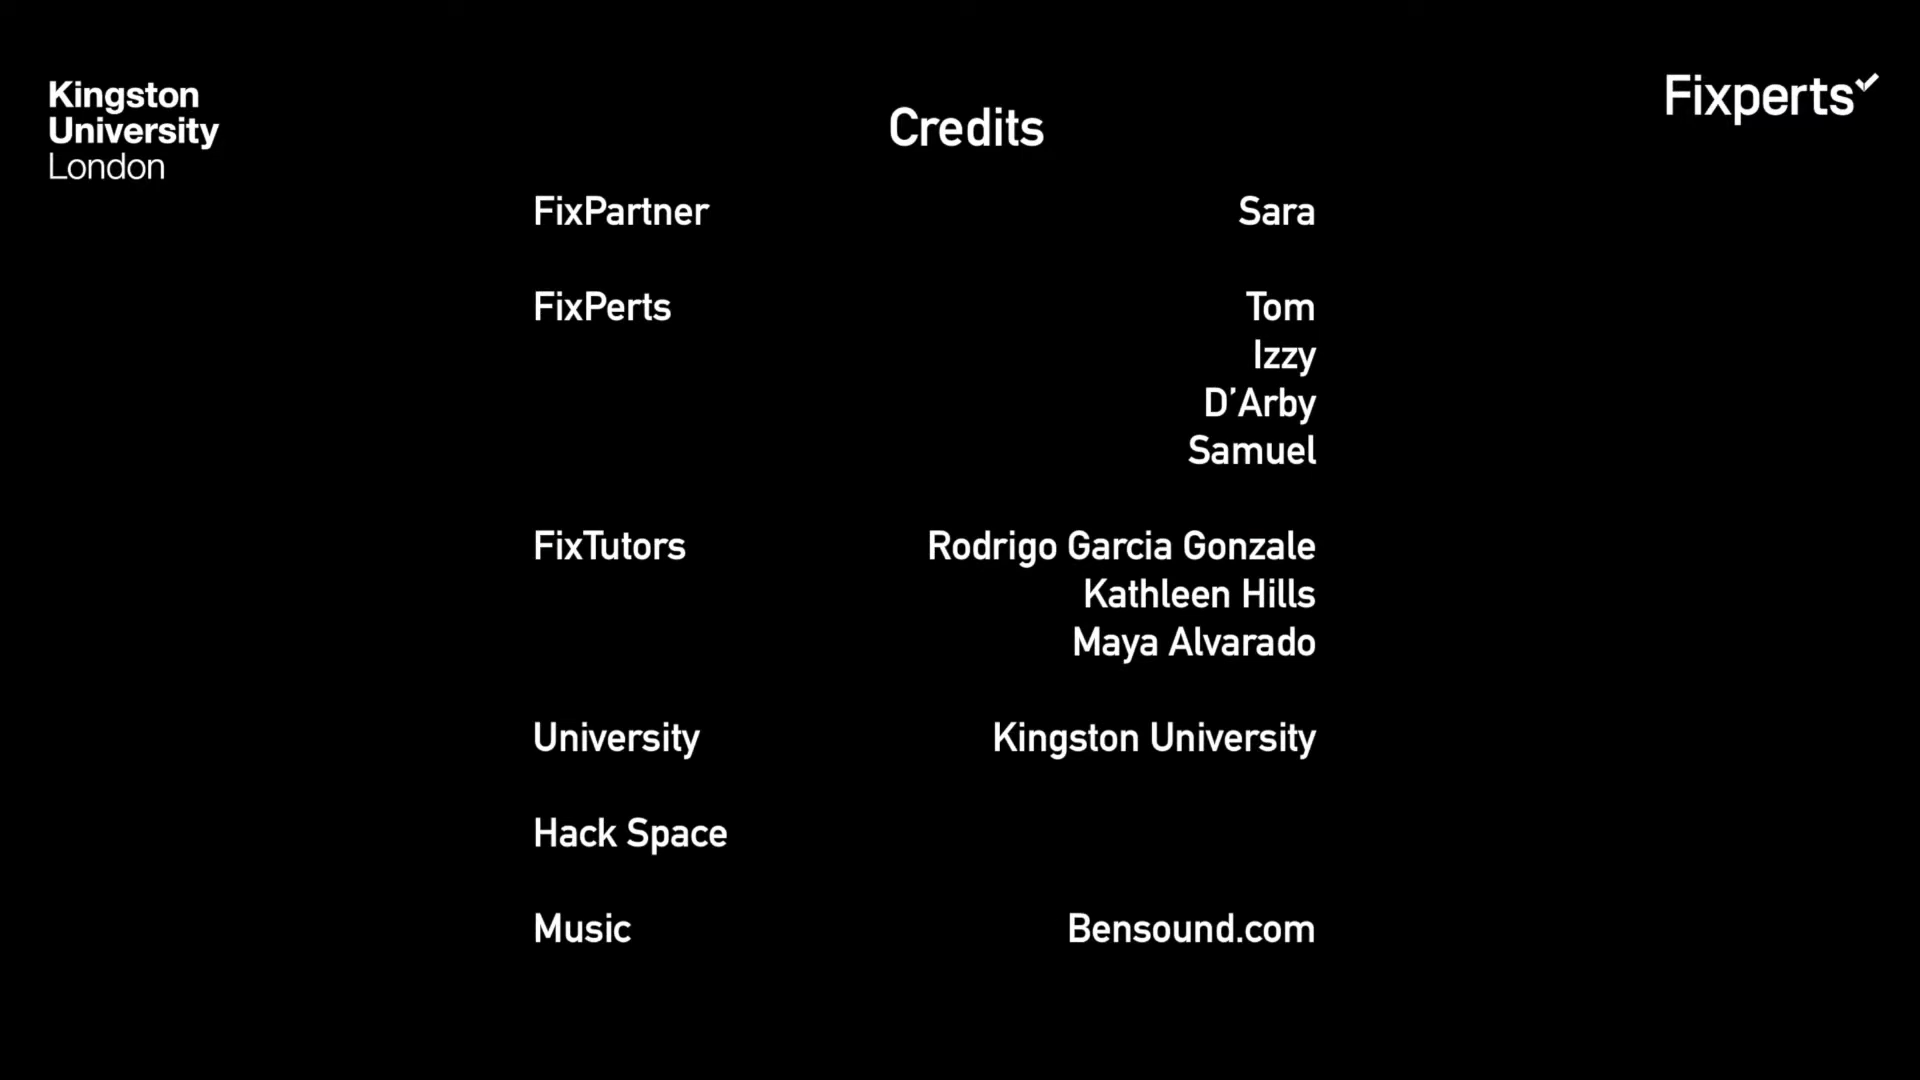 Kingston
University
London
Fixperts
Credits
FixPartner Sara
FixPerts Tom
Izzy
D’Arby
Samuel
FixTutors Rodrigo Garcia Gonzale
Kathleen Hills
Maya Alvarado
University Kingston University
Hack Space
Music Bensound.com